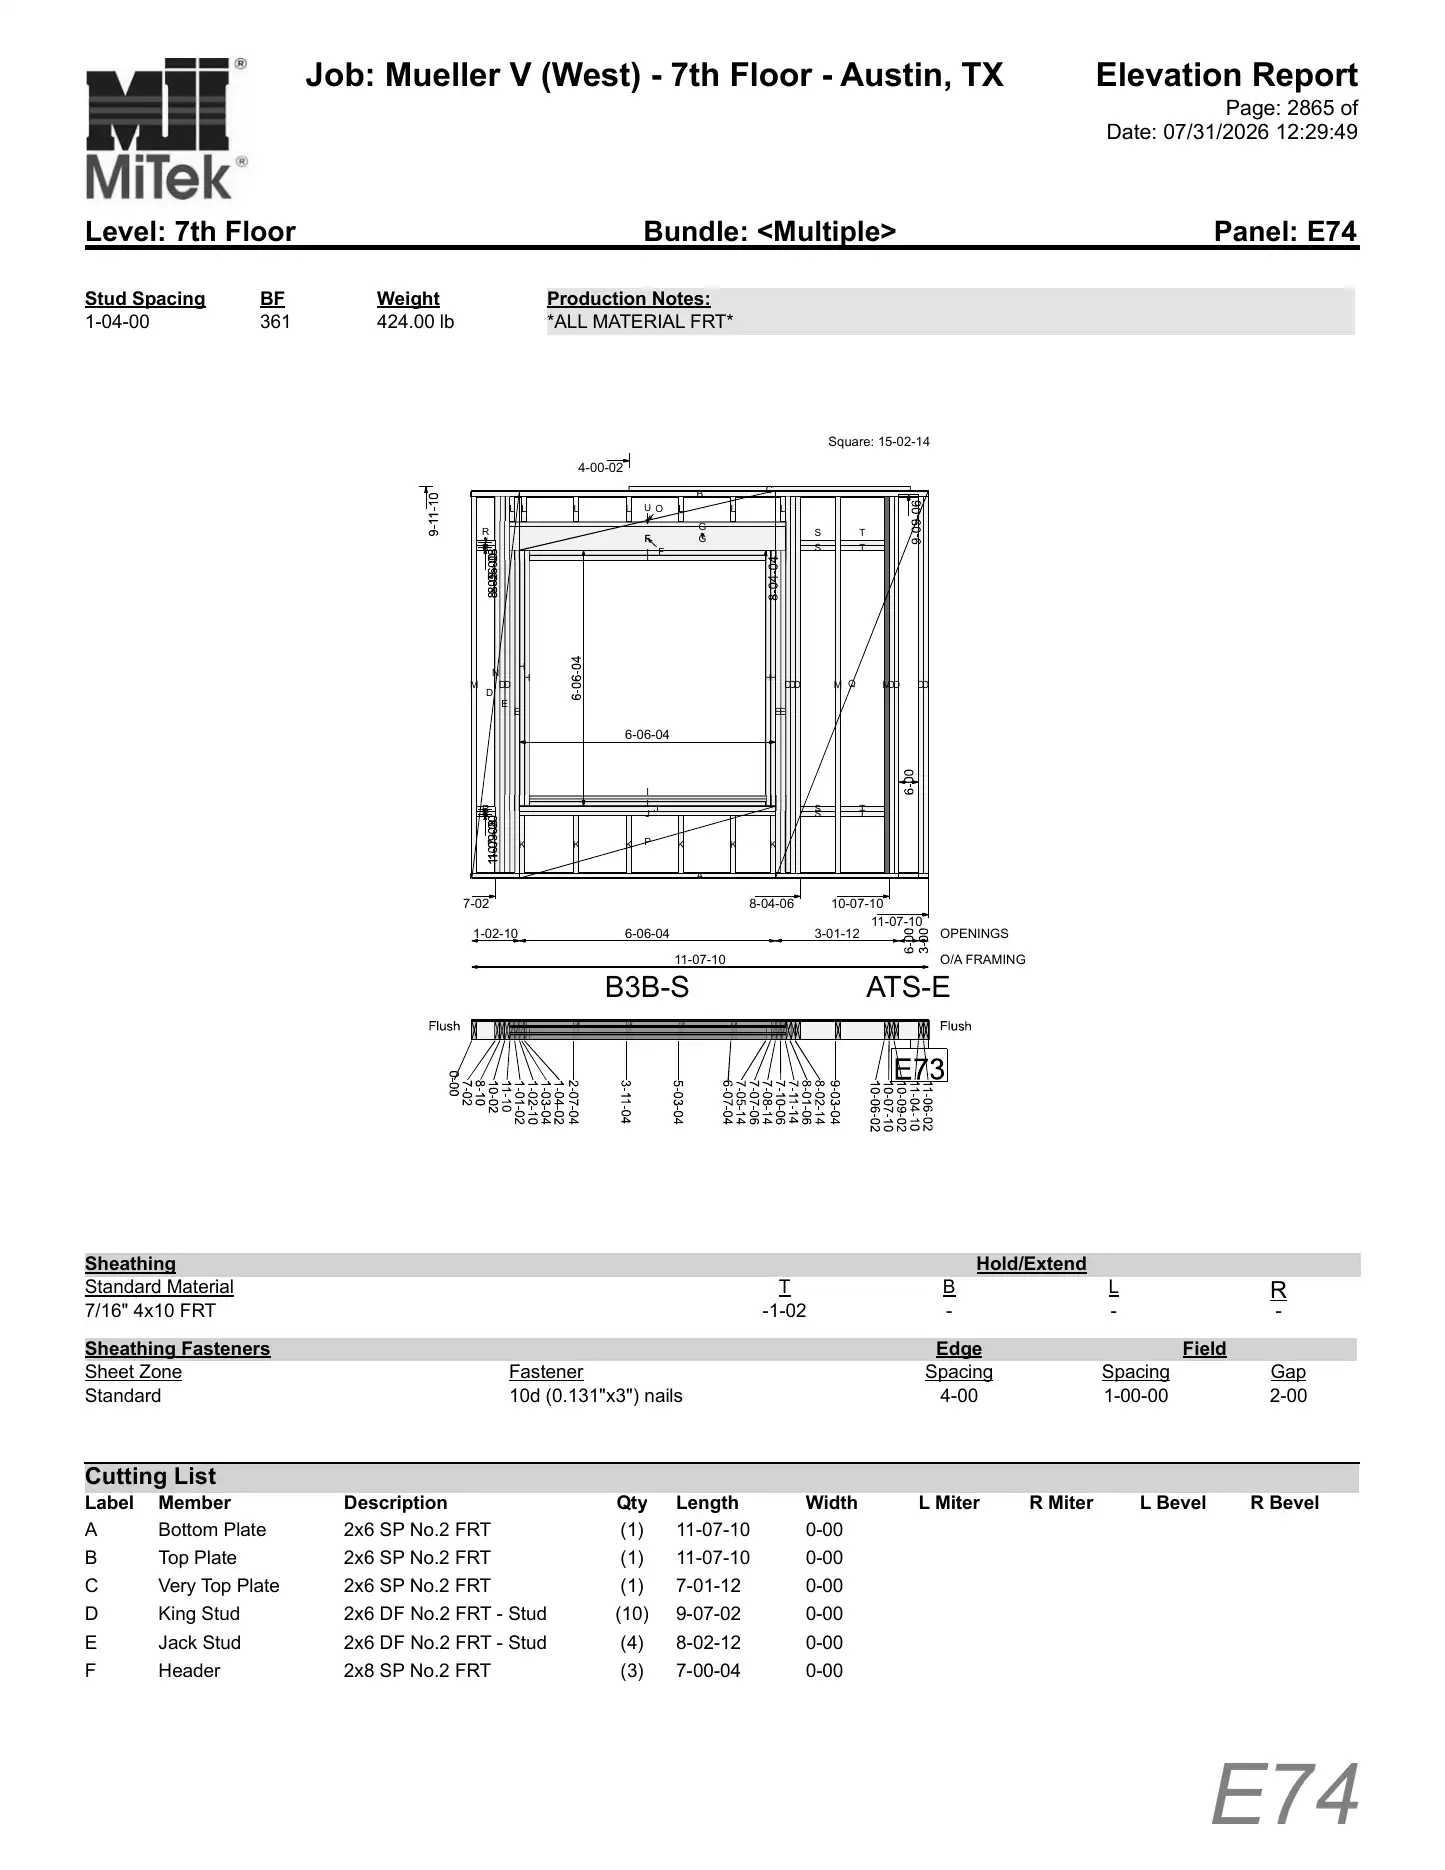 Job: Mueller V (West) - 7th Floor - Austin, TX
Elevation Report
Page: 2865 of
Date: 07/31/2026 12:29:49
MiTek
Level: 7th Floor Bundle: <Multiple> Panel: E74
Stud Spacing BF Weight Production Notes:
1-04-00 361 424.00 lb *ALL MATERIAL FRT*
Square: 15-02-14
4-00-02
9-11-10
B C
L L L L U O L L L
9-09-06
R G S T
F G
F I S T
8-04-04
6-06-04
N H
M D DD H I DDD M Q MDD D
E
E EE
6-06-04
6-00
I
J S T
J S T
K K K P K K K
A
7-02 8-04-06 10-07-10
11-07-10
1-02-10 6-06-04 3-01-12 6-00 3-00 OPENINGS
11-07-10 O/A FRAMING
B3B-S ATS-E
Flush Flush
E73
0-00 7-02 8-10 10-02 11-10 1-01-02 1-02-10 1-03-04 1-04-02 2-07-04 3-11-04 5-03-04 6-07-04 7-05-14 7-07-06 7-08-14 7-10-06 7-11-14 8-01-06 8-02-14 9-03-04 10-06-02 10-07-10 10-09-02 11-04-10 11-06-02
Sheathing Hold/Extend
Standard Material T B L R
7/16" 4x10 FRT -1-02 - - -
Sheathing Fasteners Edge Field
Sheet Zone Fastener Spacing Spacing Gap
Standard 10d (0.131"x3") nails 4-00 1-00-00 2-00
Cutting List
Label Member Description Qty Length Width L Miter R Miter L Bevel R Bevel
A Bottom Plate 2x6 SP No.2 FRT (1) 11-07-10 0-00
B Top Plate 2x6 SP No.2 FRT (1) 11-07-10 0-00
C Very Top Plate 2x6 SP No.2 FRT (1) 7-01-12 0-00
D King Stud 2x6 DF No.2 FRT - Stud (10) 9-07-02 0-00
E Jack Stud 2x6 DF No.2 FRT - Stud (4) 8-02-12 0-00
F Header 2x8 SP No.2 FRT (3) 7-00-04 0-00
E74